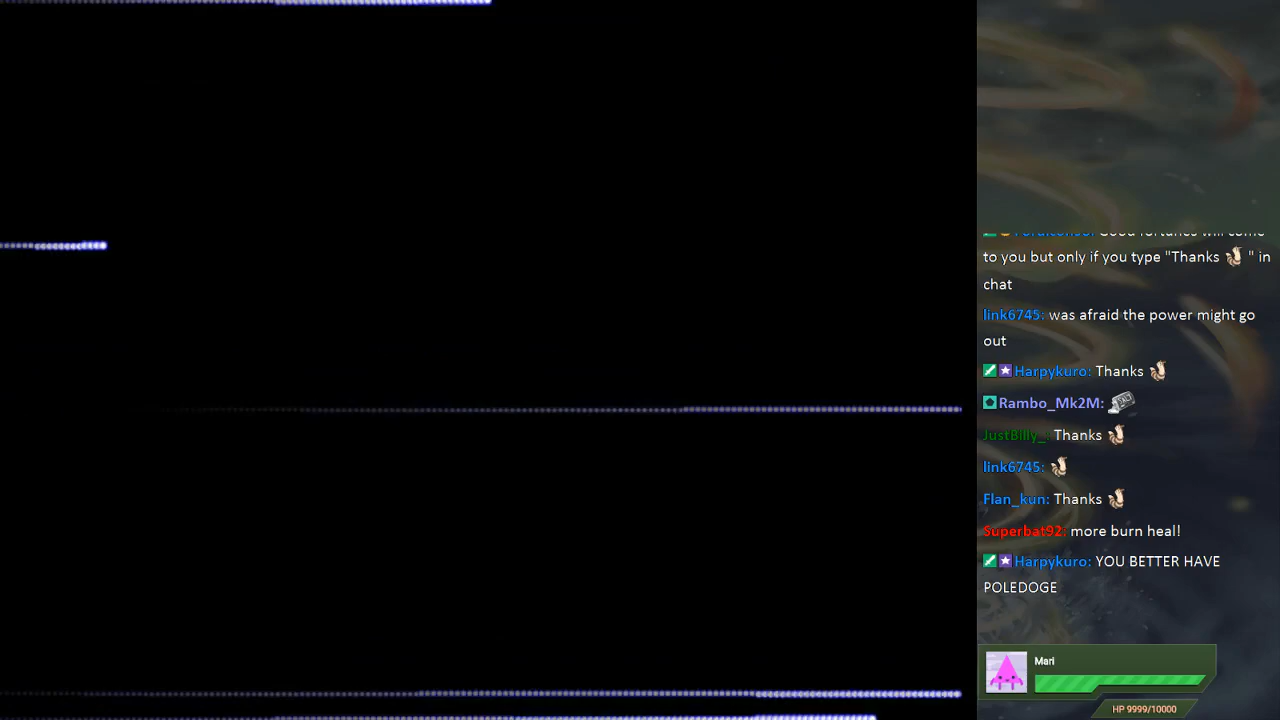 Good fortunes will come
to you but only if you type "Thanks " in
chat
link6745: was afraid the power might go
out
Harpykuro: Thanks
Rambo_Mk2M:
JustBilly_: Thanks
link6745:
Flan_kun: Thanks
Superbat92: more burn heal!
Harpykuro: YOU BETTER HAVE
POLEDOGE
Mari
HP 9999/10000